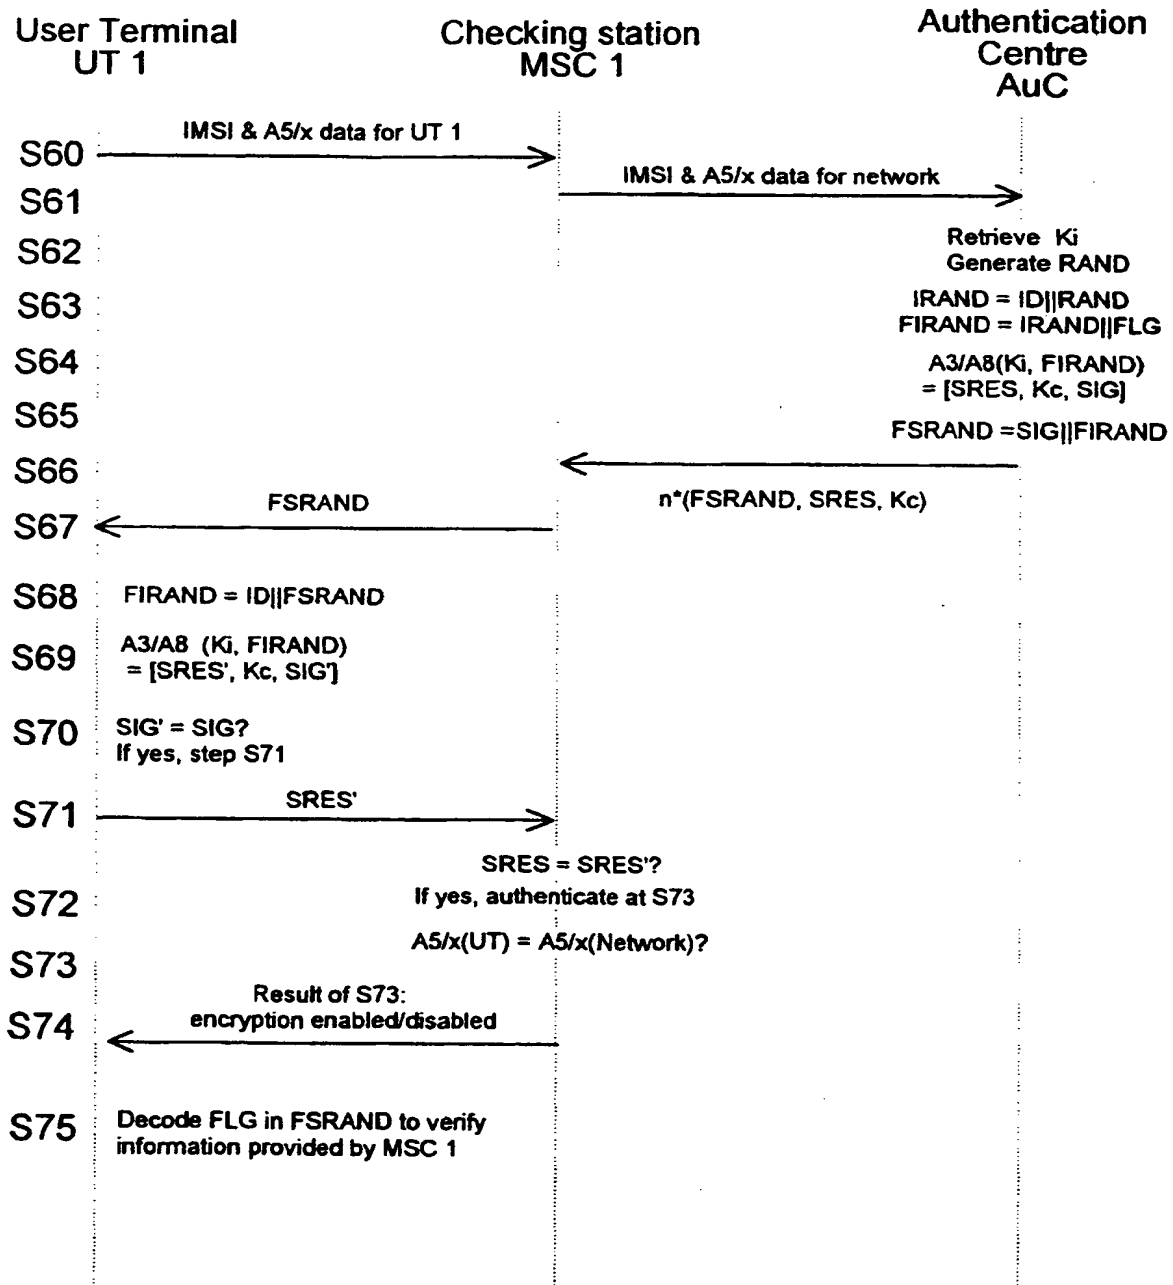 User Terminal
UT 1
Checking station
MSC 1
Authentication
Centre
AuC
IMSI & A5/x data for UT 1
S60
IMSI & A5/x data for network
S61
S62
Retrieve Ki
Generate RAND
S63
IRAND = ID||RAND
FIRAND = IRAND||FLG
S64
A3/A8(Ki, FIRAND)
= [SRES, Kc, SIG]
S65
FSRAND =SIG||FIRAND
S66
n*(FSRAND, SRES, Kc)
FSRAND
S67
S68
FIRAND = ID||FSRAND
S69
A3/A8 (Ki, FIRAND)
= [SRES', Kc, SIG']
S70
SIG' = SIG?
If yes, step S71
S71
SRES'
SRES = SRES'?
S72
If yes, authenticate at S73
A5/x(UT) = A5/x(Network)?
S73
Result of S73:
encryption enabled/disabled
S74
S75
Decode FLG in FSRAND to verify
information provided by MSC 1